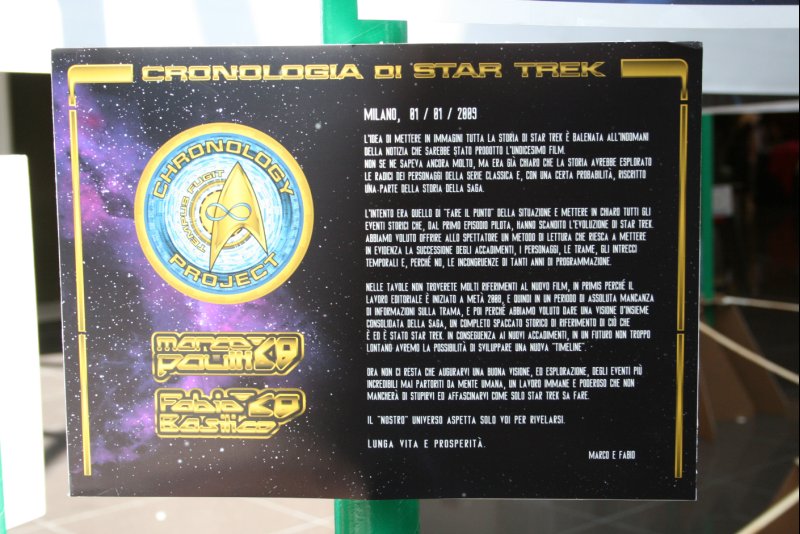 CRONOLOGIA DI STAR TREK
MILANO, 01 / 01 / 2009
L'IDEA DI METTERE IN IMMAGINI TUTTA LA STORIA DI STAR TREK È BALENATA ALL'INDOMANI
DELLA NOTIZIA CHE SAREBBE STATO PRODOTTO L'UNDICESIMO FILM.
NON SE NE SAPEVA ANCORA MOLTO, MA ERA GIÀ CHIARO CHE LA STORIA AVREBBE ESPLORATO
LE RADICI DEI PERSONAGGI DELLA SERIE CLASSICA E, CON UNA CERTA PROBABILITÀ, RISCRITTO
UNA PARTE DELLA STORIA DELLA SAGA.
L'INTENTO ERA QUELLO DI "FARE IL PUNTO" DELLA SITUAZIONE E METTERE IN CHIARO TUTTI GLI
EVENTI STORICI CHE, DAL PRIMO EPISODIO PILOTA, HANNO SCANDITO L'EVOLUZIONE DI STAR TREK.
ABBIAMO VOLUTO OFFRIRE ALLO SPETTATORE UN METODO DI LETTURA CHE RIESCA A METTERE
IN EVIDENZA LA SUCCESSIONE DEGLI ACCADIMENTI, I PERSONAGGI, LE TRAME, GLI INTRECCI
TEMPORALI E, PERCHÉ NO, LE INCONGRUENZE DI TANTI ANNI DI PROGRAMMAZIONE.
NELLE TAVOLE NON TROVERETE MOLTI RIFERIMENTI AL NUOVO FILM, IN PRIMIS PERCHÉ IL
LAVORO EDITORIALE È INIZIATO A METÀ 2008, E QUINDI IN UN PERIODO DI ASSOLUTA MANCANZA
DI INFORMAZIONI SULLA TRAMA, E POI PERCHÉ ABBIAMO VOLUTO DARE UNA VISIONE D'INSIEME
CONSOLIDATA DELLA SAGA, UN COMPLETO SPACCATO STORICO DI RIFERIMENTO DI CIÒ CHE
È ED È STATO STAR TREK. IN CONSEGUENZA AI NUOVI ACCADIMENTI, IN UN FUTURO NON TROPPO
LONTANO AVREMO LA POSSIBILITÀ DI SVILUPPARE UNA NUOVA "TIMELINE".
ORA NON CI RESTA CHE AUGURARVI UNA BUONA VISIONE, ED ESPLORAZIONE, DEGLI EVENTI PIÙ
INCREDIBILI MAI PARTORITI DA MENTE UMANA, UN LAVORO IMMANE E PODEROSO CHE NON
MANCHERÀ DI STUPIRVI ED AFFASCINARVI COME SOLO STAR TREK SA FARE.
IL "NOSTRO" UNIVERSO ASPETTA SOLO VOI PER RIVELARSI.
LUNGA VITA E PROSPERITÀ.
MARCO E FABIO
CHRONOLOGY
TEMPUS FUGIT
PROJECT
Marco
Politi
Fabio
Basilico